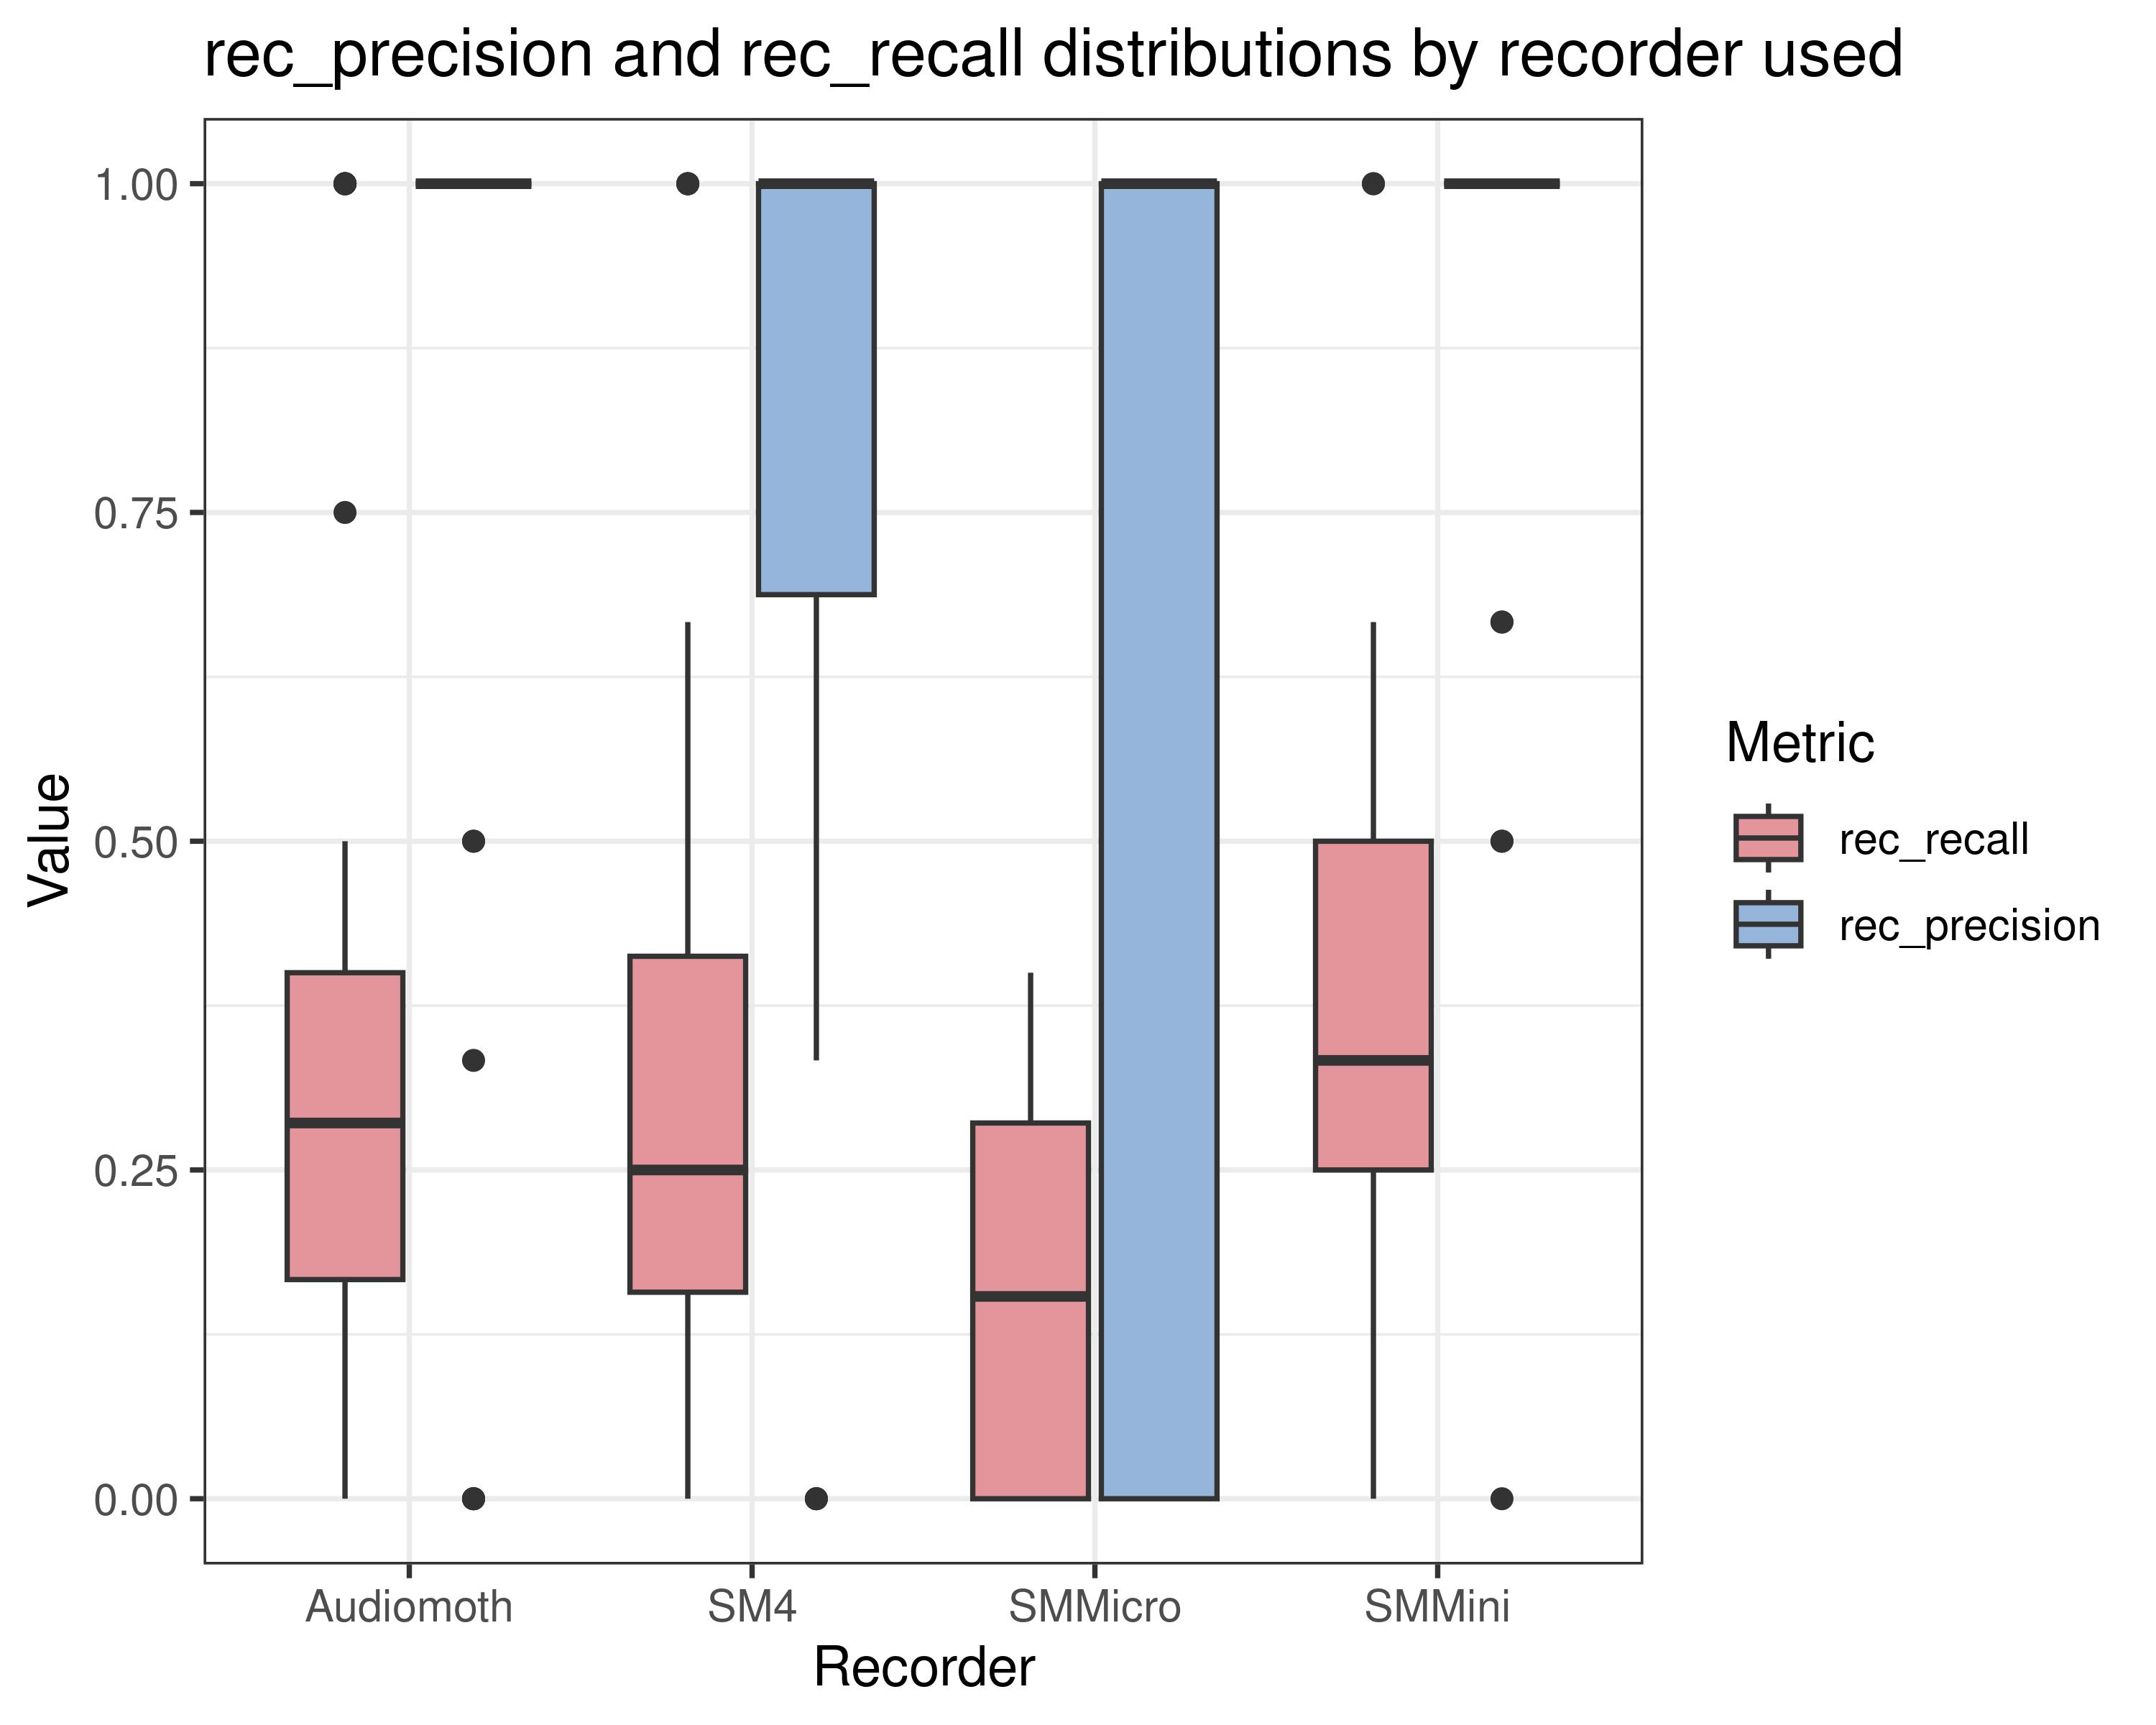 rec_precision and rec_recall distributions by recorder used
1.00
0.75
0.50
0.25
0.00
Value
Audiomoth
SM4
SMMicro
SMMini
Recorder
Metric
rec_recall
rec_precision